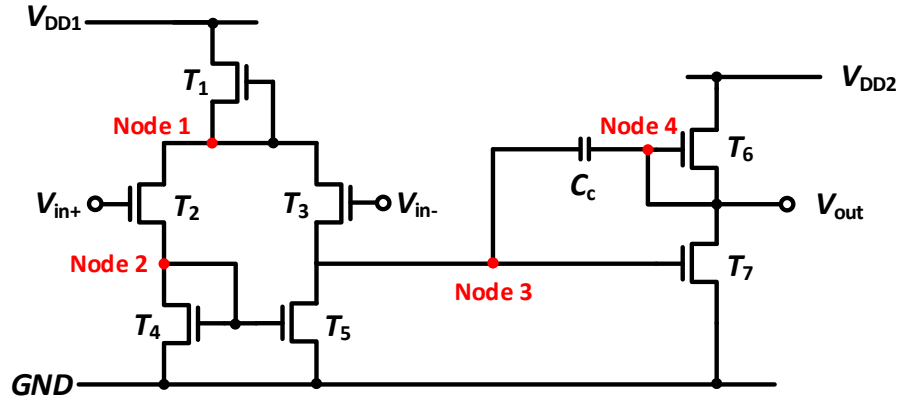 VDD1
T1
Node 1
Node 4
VDD2
T6
Vin+
T2
T3
Vin-
Cc
Vout
Node 2
Node 3
T7
T4
T5
GND